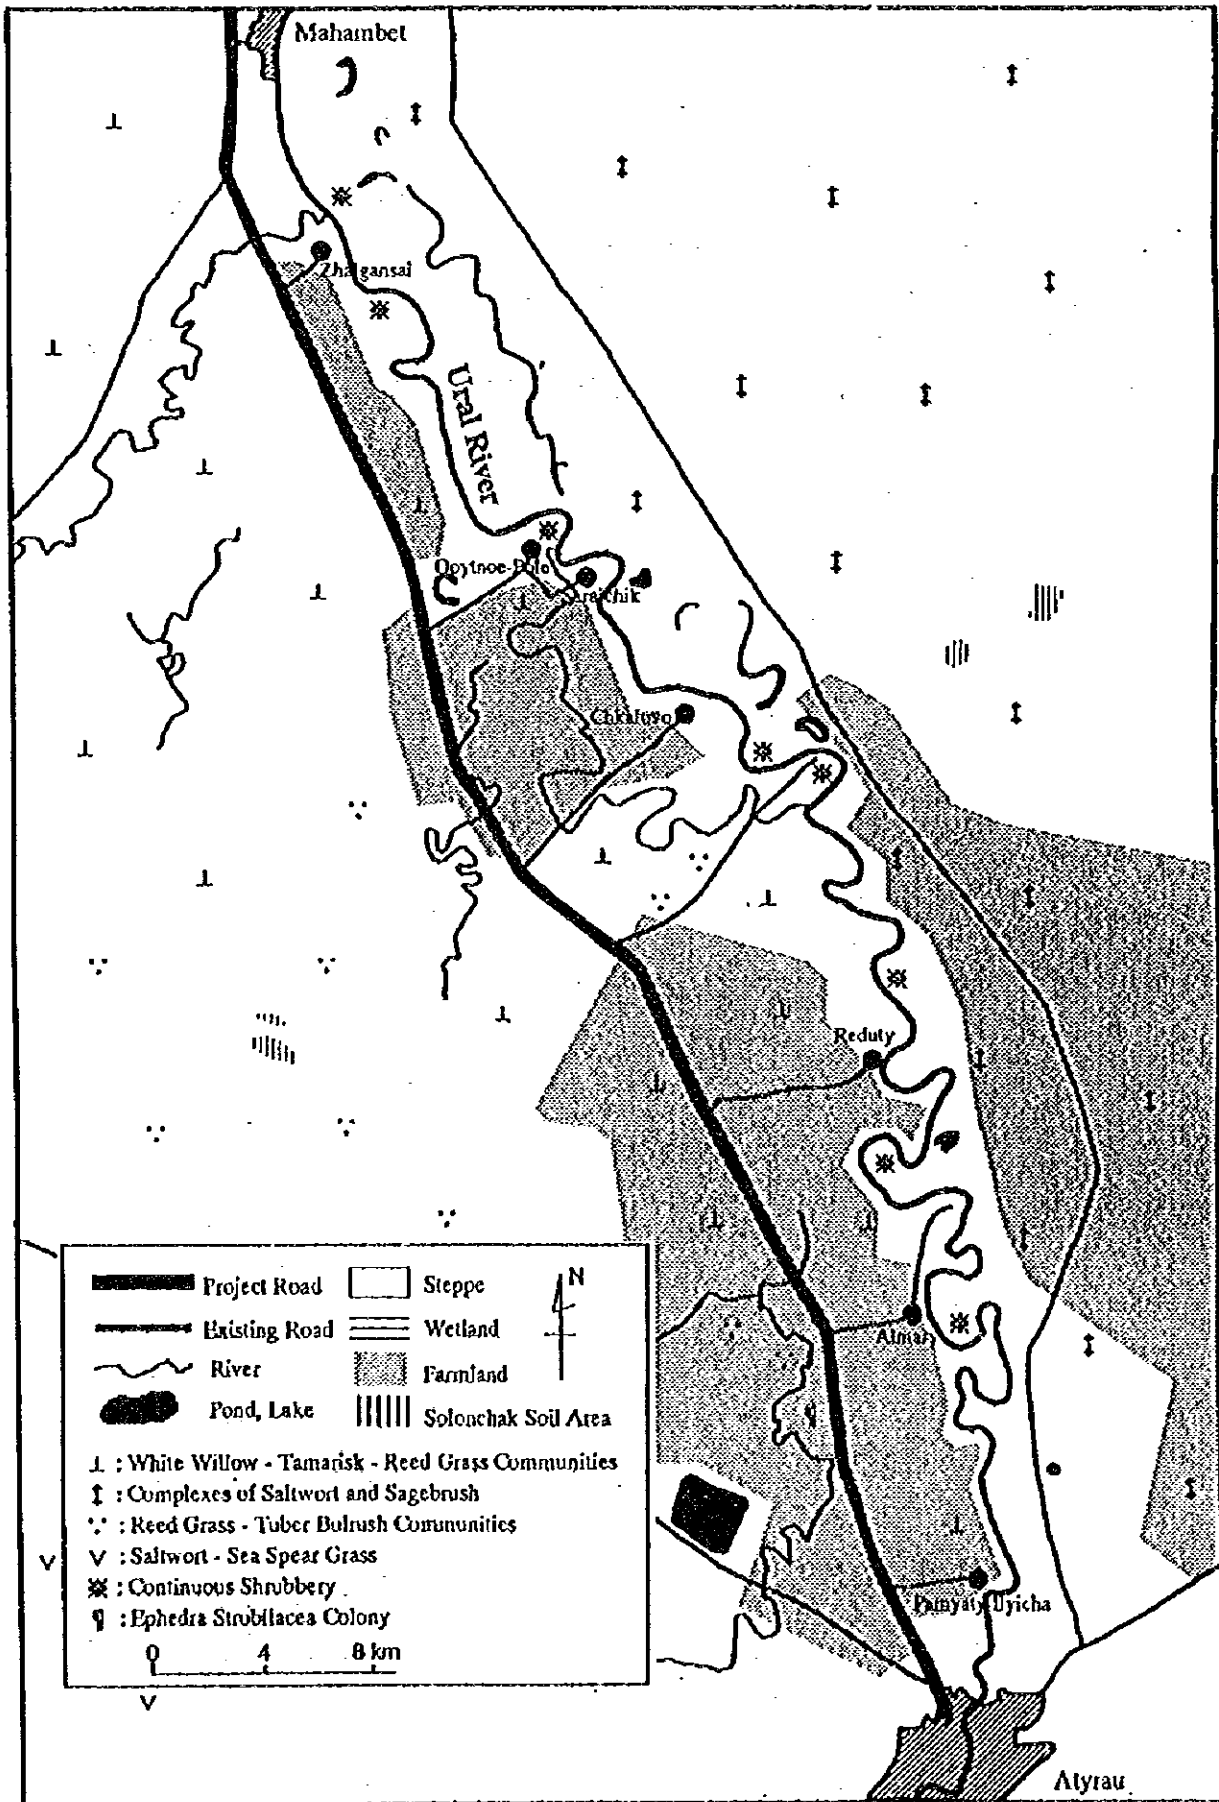 Mahambet
Zhalgansai
Ural River
Chkalovo
Reduty
Almaly
Project Road
Steppe
N
Existing Road
Wetland
River
Farmland
Pond, Lake
Solonchak Soil Area
⊥ : White Willow - Tamarisk - Reed Grass Communities
: Complexes of Saltwort and Sagebrush
: Reed Grass - Tuber Bulrush Communities
V : Saltwort - Sea Spear Grass
: Continuous Shrubbery
: Ephedra Strobilacea Colony
0 4 8 km
Atyrau